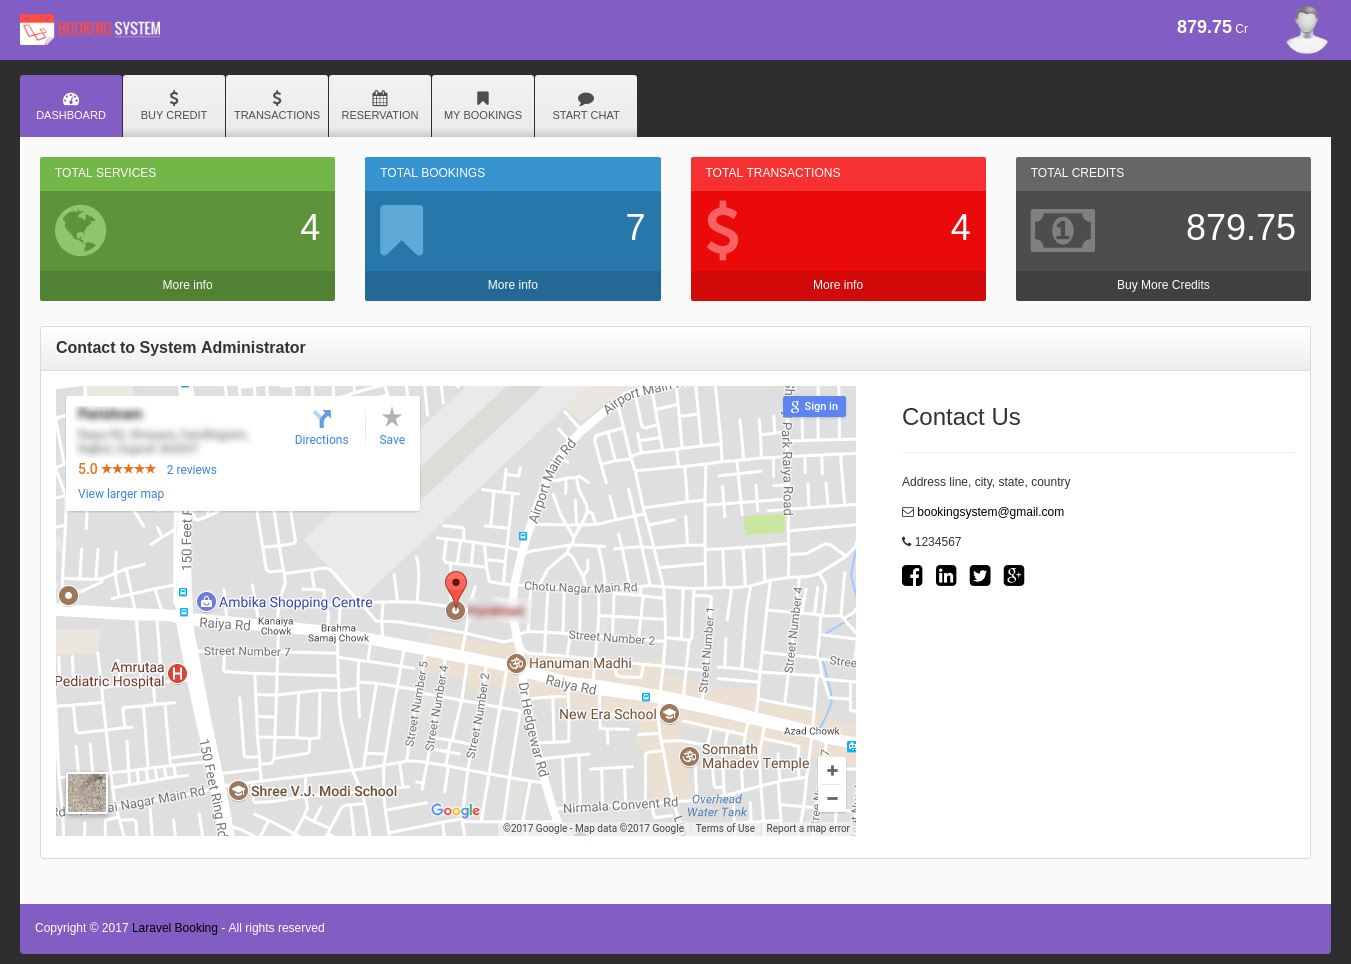 BOOKING SYSTEM
879.75 Cr
DASHBOARD
BUY CREDIT
TRANSACTIONS
RESERVATION
MY BOOKINGS
START CHAT
TOTAL SERVICES
4
More info
TOTAL BOOKINGS
7
More info
TOTAL TRANSACTIONS
4
More info
TOTAL CREDITS
1
879.75
Buy More Credits
Contact to System Administrator
Directions
Save
5.0
2 reviews
View larger map
Sign in
Airport Main
Airport Main Rd
Park Raiya Road
150 Feet
Ambika Shopping Centre
Raiya Rd
Kanaiya
Chowk
Brahma
Samaj Chowk
Chotu Nagar Main Rd
Street Number 7
Street Number 2
Street Number 1
Street Number 4
Stree
Amrutaa
Pediatric Hospital
H
Hanuman Madhi
Raiya Rd
Street Number 5
Street Number 4
Street Number 2
Dr Hedgewar Rd
New Era School
Azad Chowk
Somnath
Mahadev Temple
150 Feet Ring Rd
Shree V.J. Modi School
ai Nagar Main Rd
Nirmala Convent Rd
Overhead
Water Tank
Google
©2017 Google - Map data ©2017 Google
Terms of Use
Report a map error
Contact Us
Address line, city, state, country
bookingsystem@gmail.com
1234567
Copyright © 2017 Laravel Booking - All rights reserved